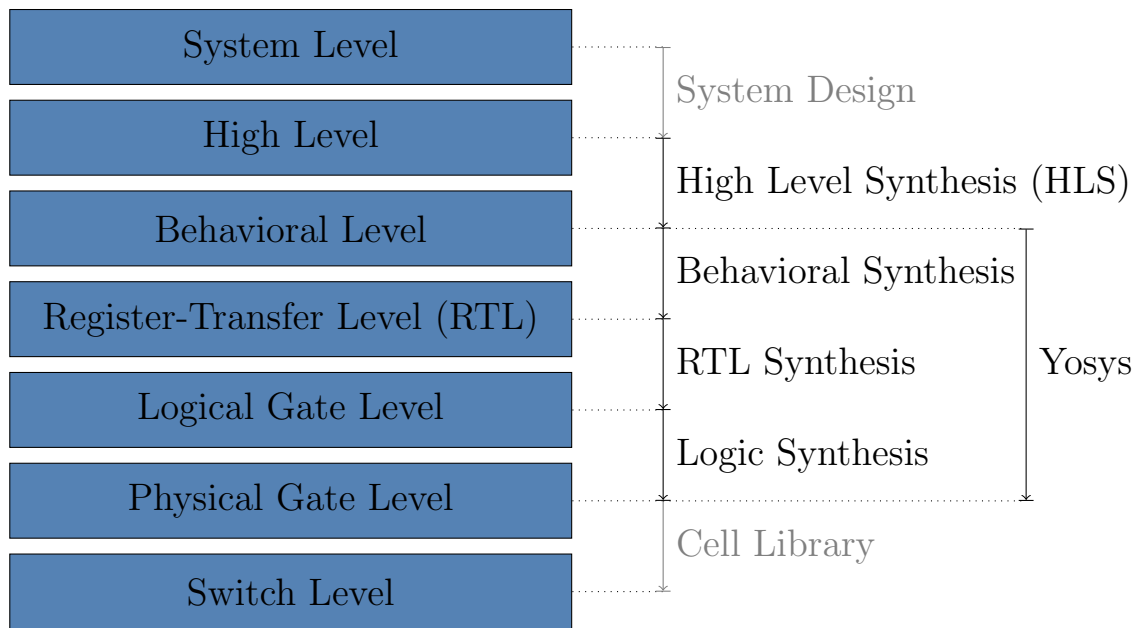 System Level
System Design
High Level
High Level Synthesis (HLS)
Behavioral Level
Behavioral Synthesis
Register-Transfer Level (RTL)
RTL Synthesis
Yosys
Logical Gate Level
Logic Synthesis
Physical Gate Level
Cell Library
Switch Level